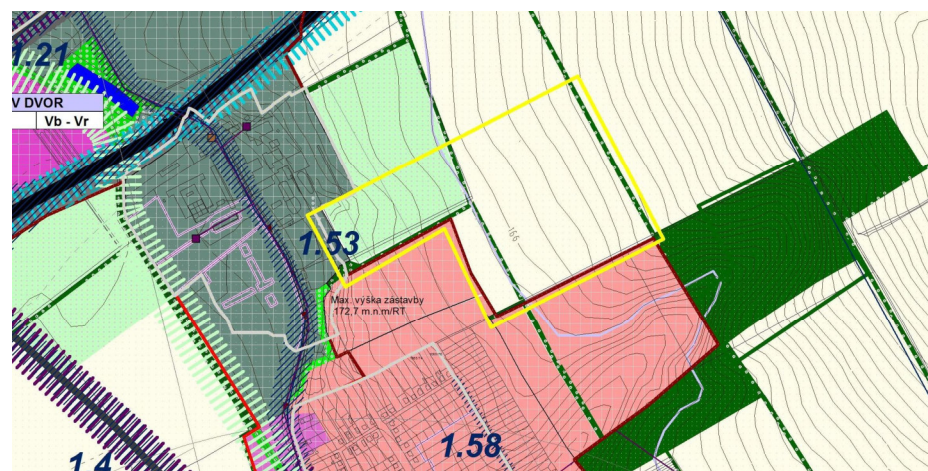 1.21
V DVOR
Vb - Vr
1.53
166
Max. výška zástavby
172,7 m.n.m/RT
1.58
1.4